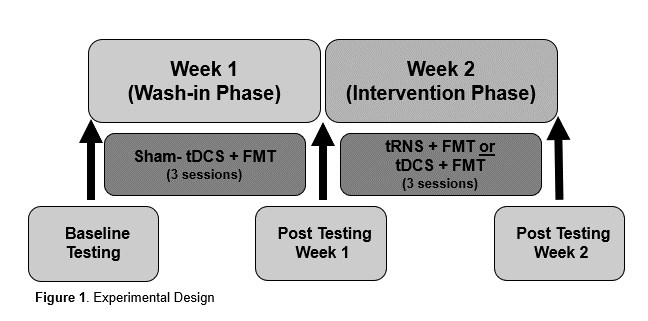 Week 1
(Wash-in Phase)
Week 2
(Intervention Phase)
Sham- tDCS + FMT
(3 sessions)
tRNS + FMT or
tDCS + FMT
(3 sessions)
Baseline
Testing
Post Testing
Week 1
Post Testing
Week 2
Figure 1. Experimental Design